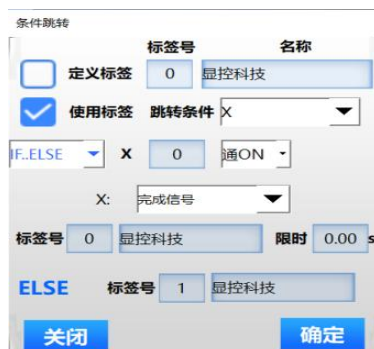 条件跳转
标签号 名称
定义标签 0 显控科技
使用标签 跳转条件 X
IF..ELSE X 0 通ON
X: 完成信号
标签号 0 显控科技 限时 0.00 s
ELSE 标签号 1 显控科技
关闭 确定